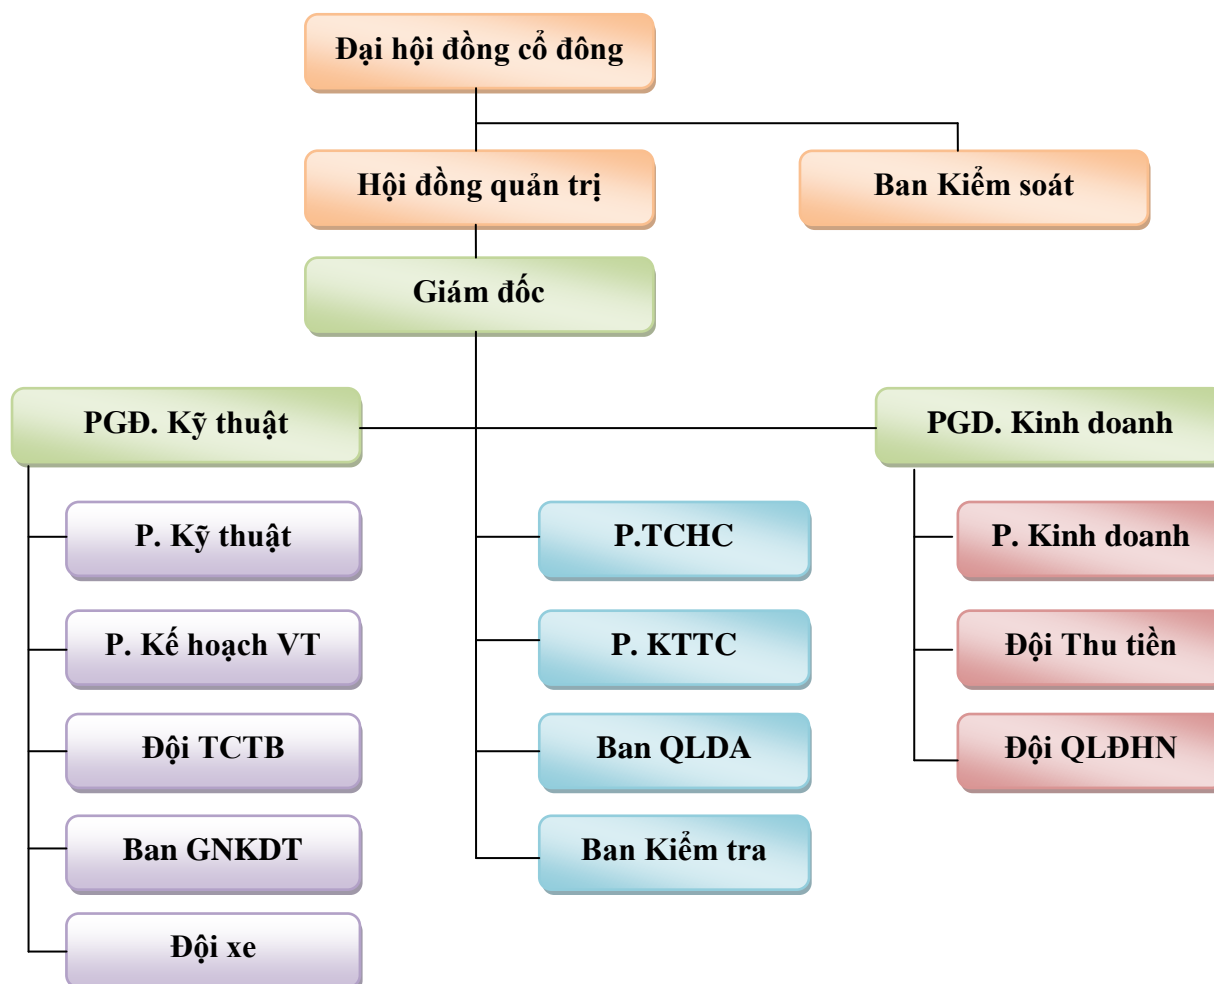 Đại hội đồng cổ đông
Hội đồng quản trị
Ban Kiểm soát
Giám đốc
PGĐ. Kỹ thuật
PGD. Kinh doanh
P. Kỹ thuật
P.TCHC
P. Kinh doanh
P. Kế hoạch VT
P. KTTC
Đội Thu tiền
Đội TCTB
Ban QLDA
Đội QLĐHN
Ban GNKDT
Ban Kiểm tra
Đội xe